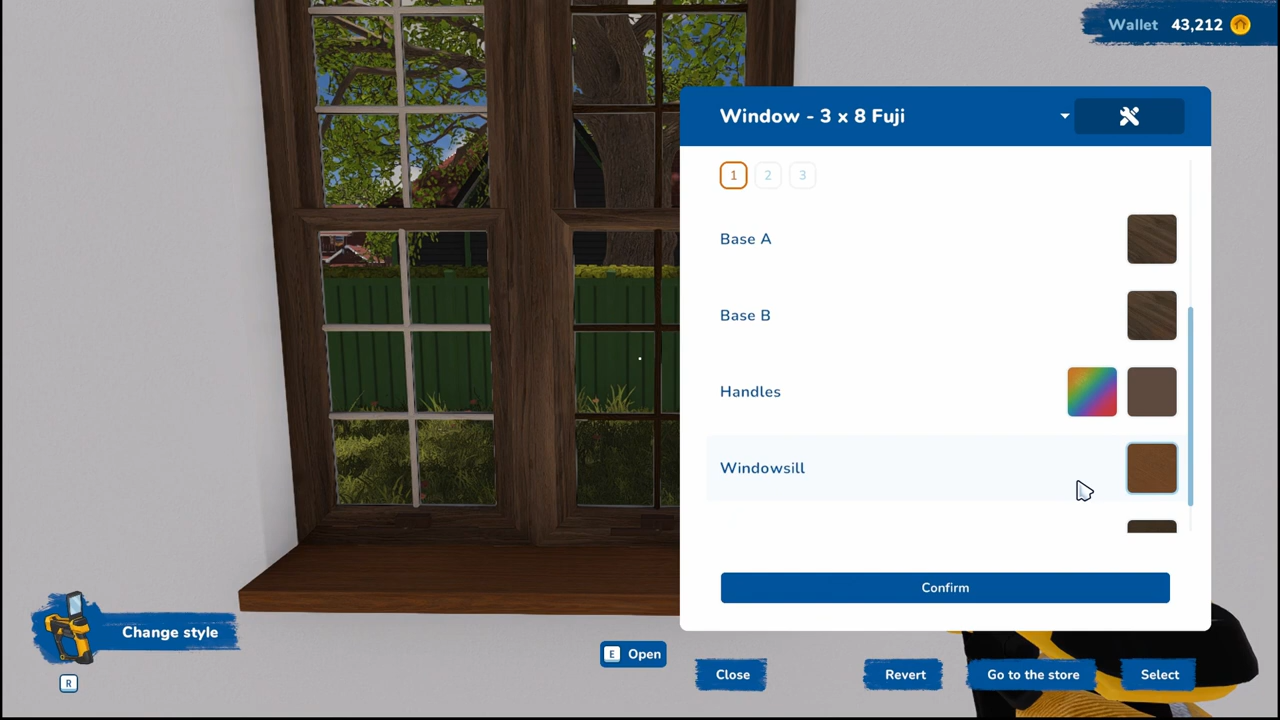 Wallet 43,212
Window - 3 x 8 Fuji
1 2 3
Base A
Base B
Handles
Windowsill
Confirm
Change style
R
E Open
Close
Revert
Go to the store
Select